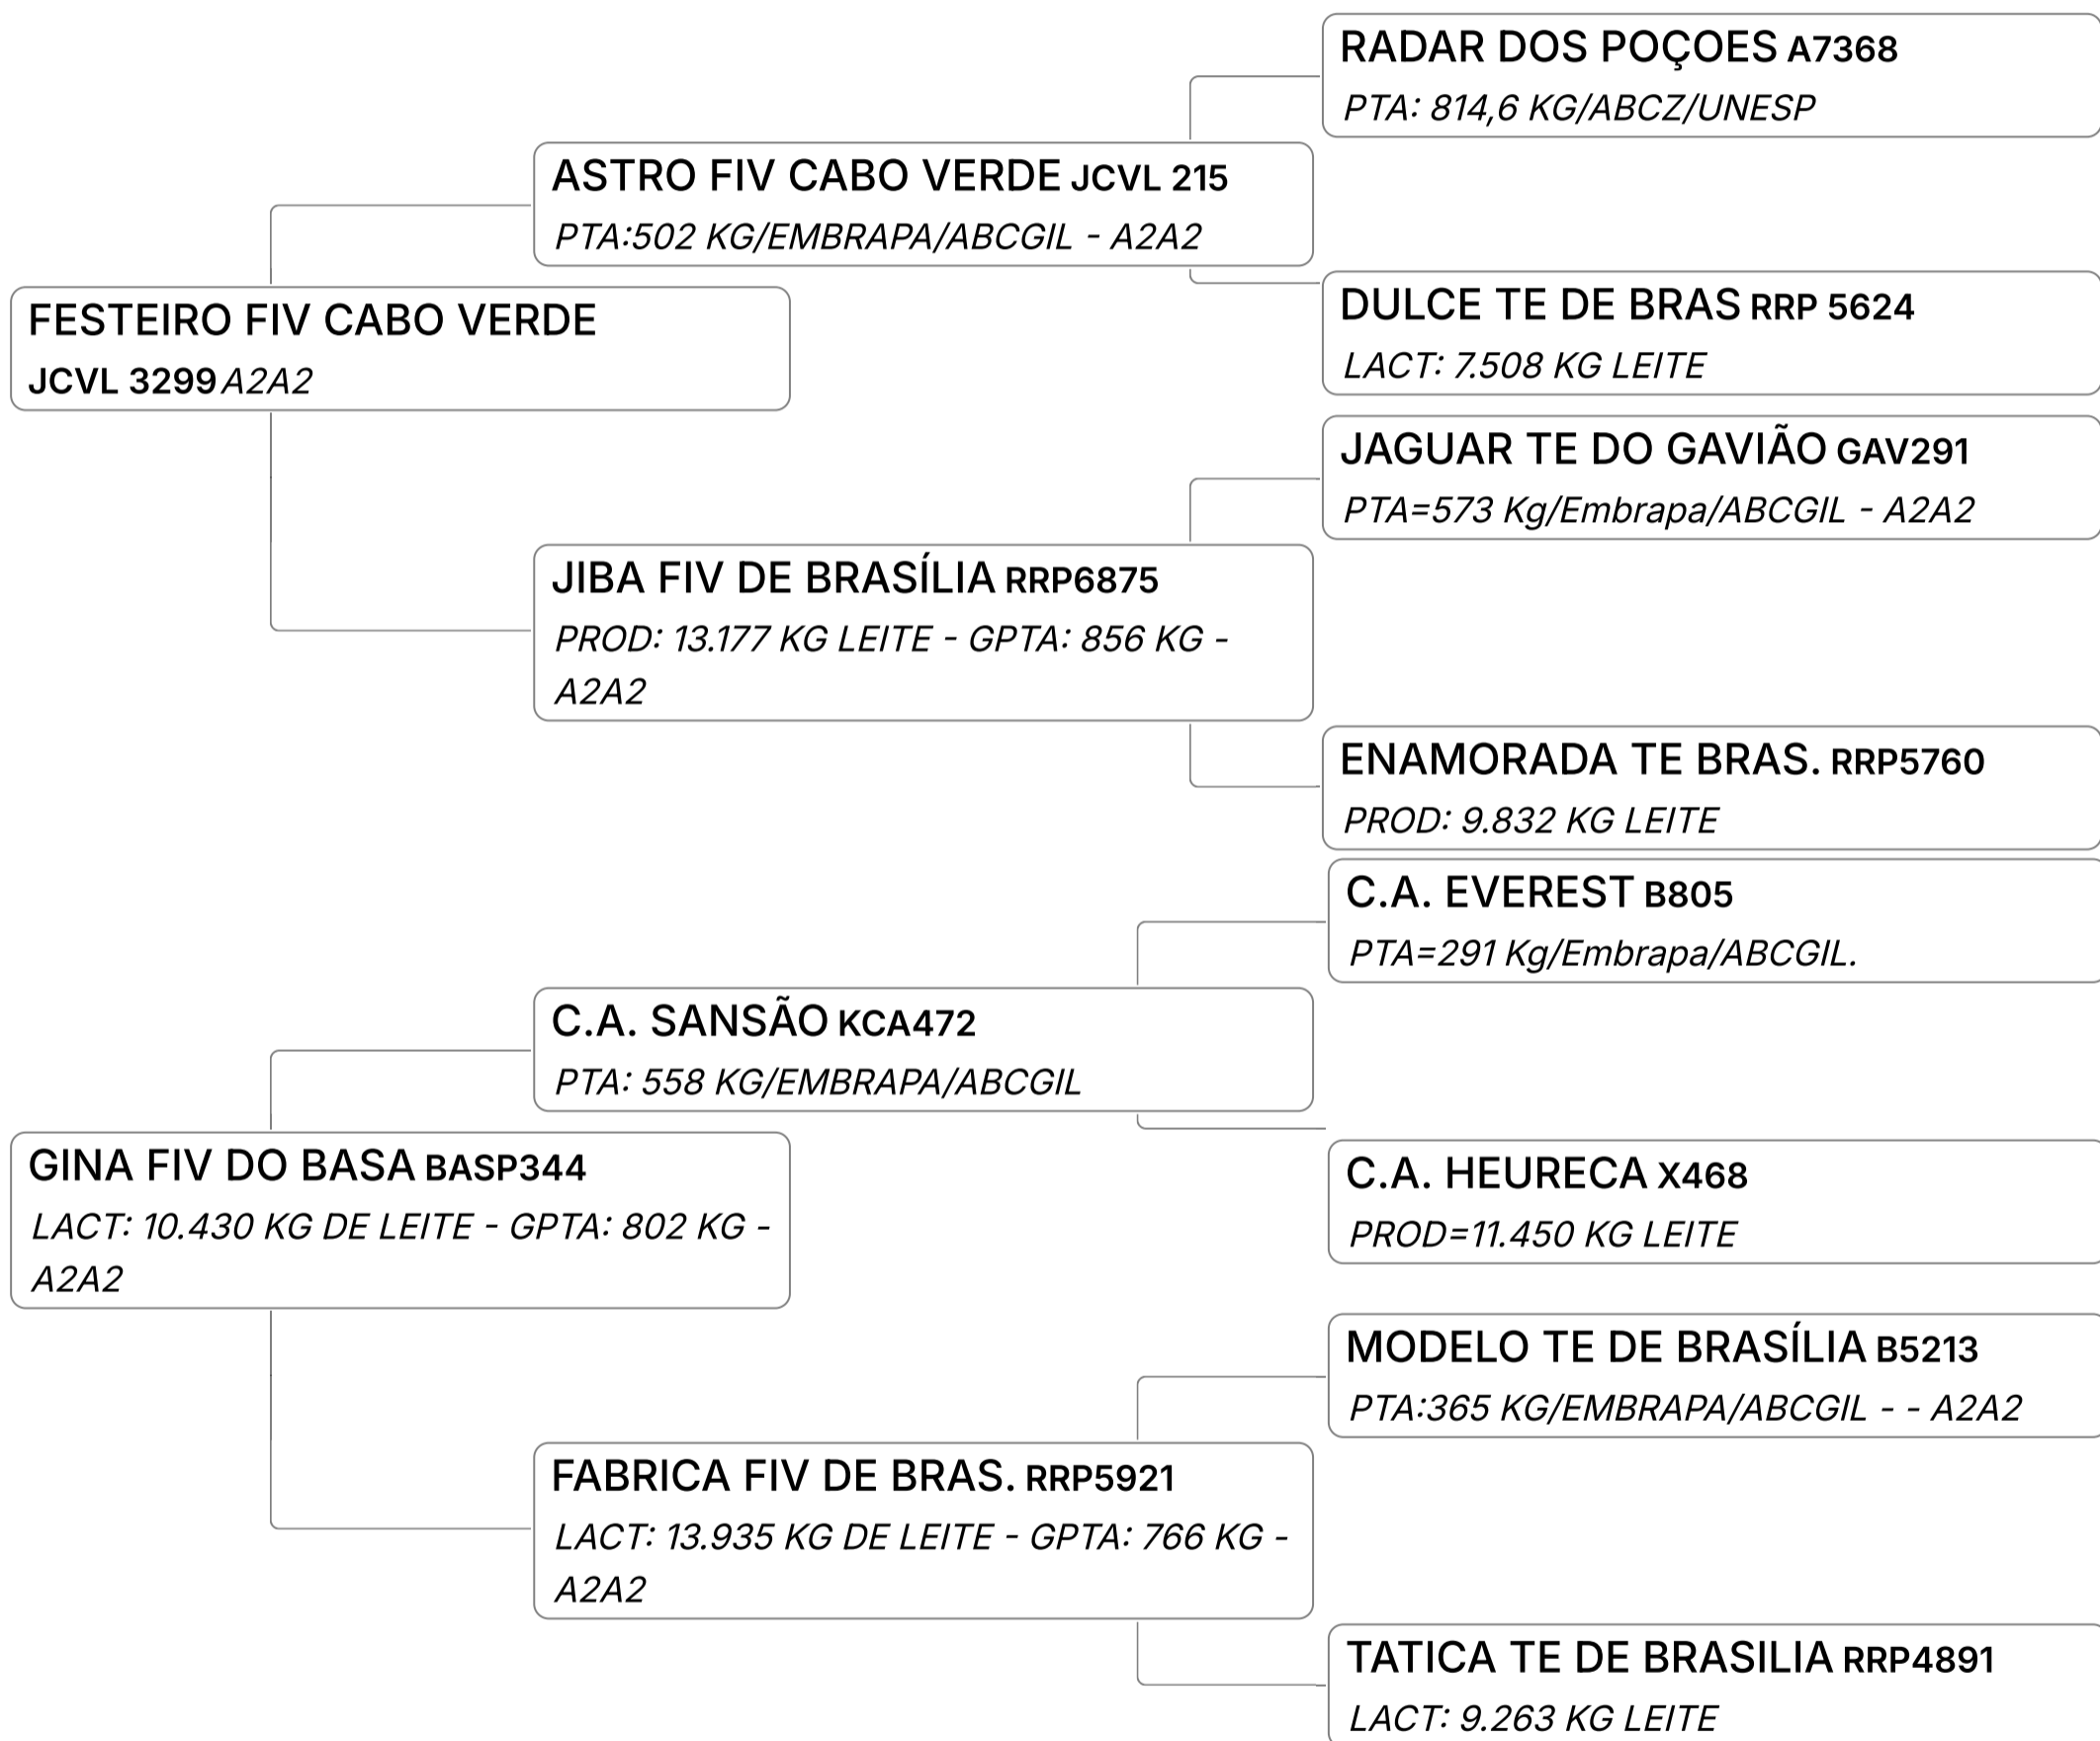 RADAR DOS POÇOES A7368
PTA: 814,6 KG/ABCZ/UNESP
ASTRO FIV CABO VERDE JCVL 215
PTA:502 KG/EMBRAPA/ABCGIL - A2A2
DULCE TE DE BRAS RRP 5624
LACT: 7.508 KG LEITE
FESTEIRO FIV CABO VERDE
JCVL 3299 A2A2
JAGUAR TE DO GAVIÃO GAV291
PTA=573 Kg/Embrapa/ABCGIL - A2A2
JIBA FIV DE BRASÍLIA RRP6875
PROD: 13.177 KG LEITE - GPTA: 856 KG -
A2A2
ENAMORADA TE BRAS. RRP5760
PROD: 9.832 KG LEITE
C.A. EVEREST B805
PTA=291 Kg/Embrapa/ABCGIL.
C.A. SANSÃO KCA472
PTA: 558 KG/EMBRAPA/ABCGIL
C.A. HEURECA X468
PROD=11.450 KG LEITE
GINA FIV DO BASA BASP344
LACT: 10.430 KG DE LEITE - GPTA: 802 KG -
A2A2
MODELO TE DE BRASÍLIA B5213
PTA:365 KG/EMBRAPA/ABCGIL - - A2A2
FABRICA FIV DE BRAS. RRP5921
LACT: 13.935 KG DE LEITE - GPTA: 766 KG -
A2A2
TATICA TE DE BRASILIA RRP4891
LACT: 9.263 KG LEITE